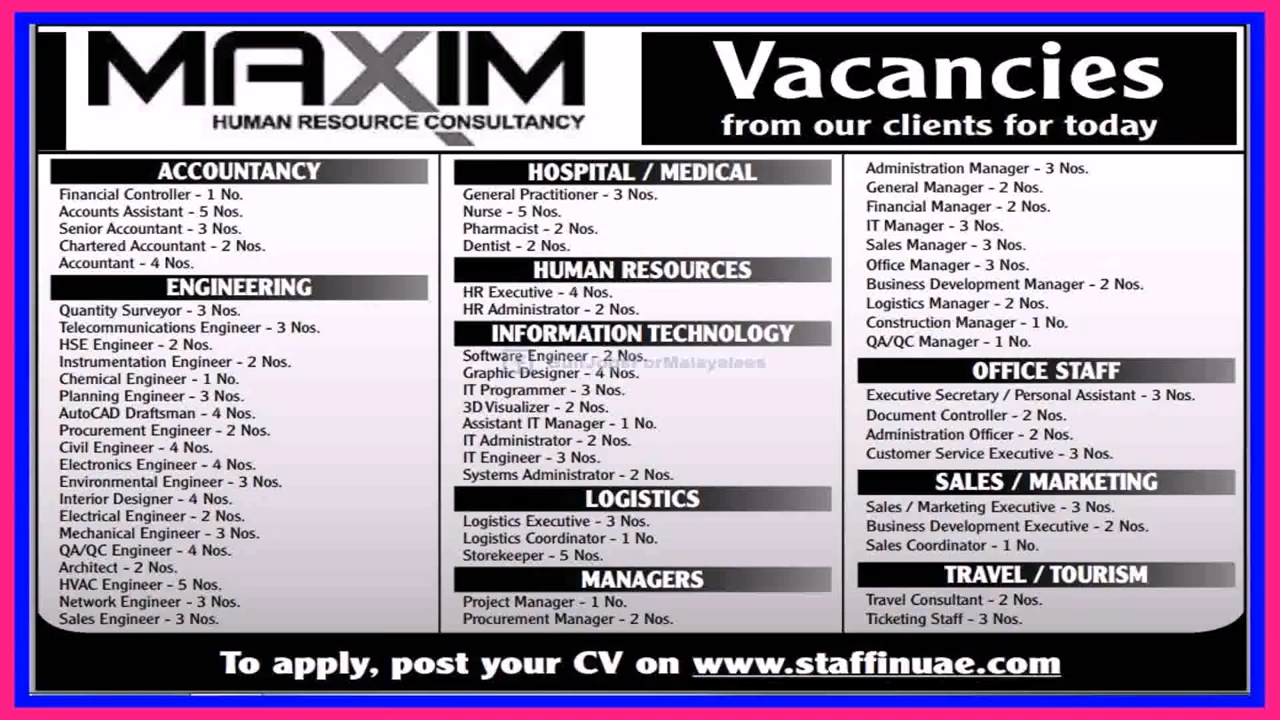 MAXIM
HUMAN RESOURCE CONSULTANCY
Vacancies
from our clients for today
ACCOUNTANCY
Financial Controller - 1 No.
Accounts Assistant - 5 Nos.
Senior Accountant - 3 Nos.
Chartered Accountant - 2 Nos.
Accountant - 4 Nos.
ENGINEERING
Quantity Surveyor - 3 Nos.
Telecommunications Engineer - 3 Nos.
HSE Engineer - 2 Nos.
Instrumentation Engineer - 2 Nos.
Chemical Engineer - 1 No.
Planning Engineer - 3 Nos.
AutoCAD Draftsman - 4 Nos.
Procurement Engineer - 2 Nos.
Civil Engineer - 4 Nos.
Electronics Engineer - 4 Nos.
Environmental Engineer - 3 Nos.
Interior Designer - 4 Nos.
Electrical Engineer - 2 Nos.
Mechanical Engineer - 3 Nos.
QA/QC Engineer - 4 Nos.
Architect - 2 Nos.
HVAC Engineer - 5 Nos.
Network Engineer - 3 Nos.
Sales Engineer - 3 Nos.
HOSPITAL / MEDICAL
General Practitioner - 3 Nos.
Nurse - 5 Nos.
Pharmacist - 2 Nos.
Dentist - 2 Nos.
HUMAN RESOURCES
HR Executive - 4 Nos.
HR Administrator - 2 Nos.
INFORMATION TECHNOLOGY
Software Engineer - 2 Nos.
GulfJobsForMalayalees
Graphic Designer - 4 Nos.
IT Programmer - 3 Nos.
3D Visualizer - 2 Nos.
Assistant IT Manager - 1 No.
IT Administrator - 2 Nos.
IT Engineer - 3 Nos.
Systems Administrator - 2 Nos.
LOGISTICS
Logistics Executive - 3 Nos.
Logistics Coordinator - 1 No.
Storekeeper - 5 Nos.
MANAGERS
Project Manager - 1 No.
Procurement Manager - 2 Nos.
Administration Manager - 3 Nos.
General Manager - 2 Nos.
Financial Manager - 2 Nos.
IT Manager - 3 Nos.
Sales Manager - 3 Nos.
Office Manager - 3 Nos.
Business Development Manager - 2 Nos.
Logistics Manager - 2 Nos.
Construction Manager - 1 No.
QA/QC Manager - 1 No.
OFFICE STAFF
Executive Secretary / Personal Assistant - 3 Nos.
Document Controller - 2 Nos.
Administration Officer - 2 Nos.
Customer Service Executive - 3 Nos.
SALES / MARKETING
Sales / Marketing Executive - 3 Nos.
Business Development Executive - 2 Nos.
Sales Coordinator - 1 No.
TRAVEL / TOURISM
Travel Consultant - 2 Nos.
Ticketing Staff - 3 Nos.
To apply, post your CV on www.staffinuae.com